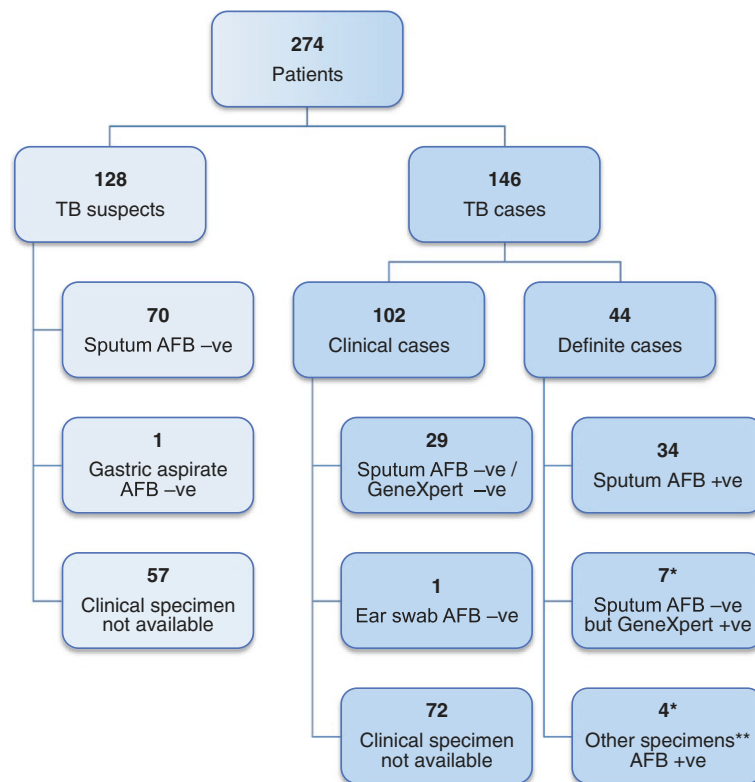 274
Patients
128
TB suspects
146
TB cases
70
Sputum AFB –ve
102
Clinical cases
44
Definite cases
1
Gastric aspirate
AFB –ve
29
Sputum AFB –ve /
GeneXpert –ve
34
Sputum AFB +ve
57
Clinical specimen
not available
1
Ear swab AFB –ve
7*
Sputum AFB –ve
but GeneXpert +ve
72
Clinical specimen
not available
4*
Other specimens**
AFB +ve